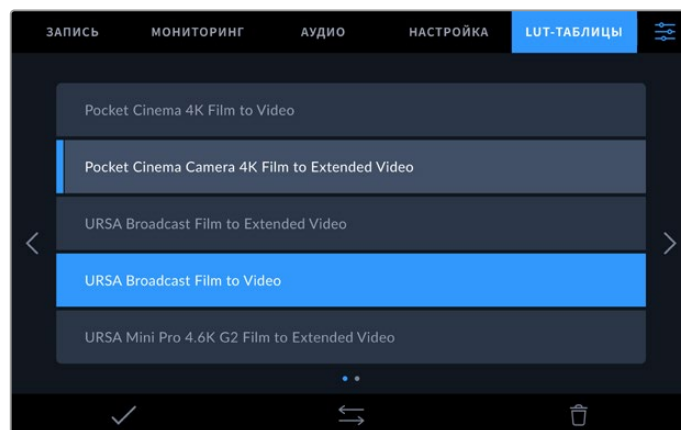 ЗАПИСЬ МОНИТОРИНГ АУДИО НАСТРОЙКА LUT-ТАБЛИЦЫ
Pocket Cinema 4K Film to Video
Pocket Cinema Camera 4K Film to Extended Video
URSA Broadcast Film to Extended Video
URSA Broadcast Film to Video
URSA Mini Pro 4.6K G2 Film to Extended Video